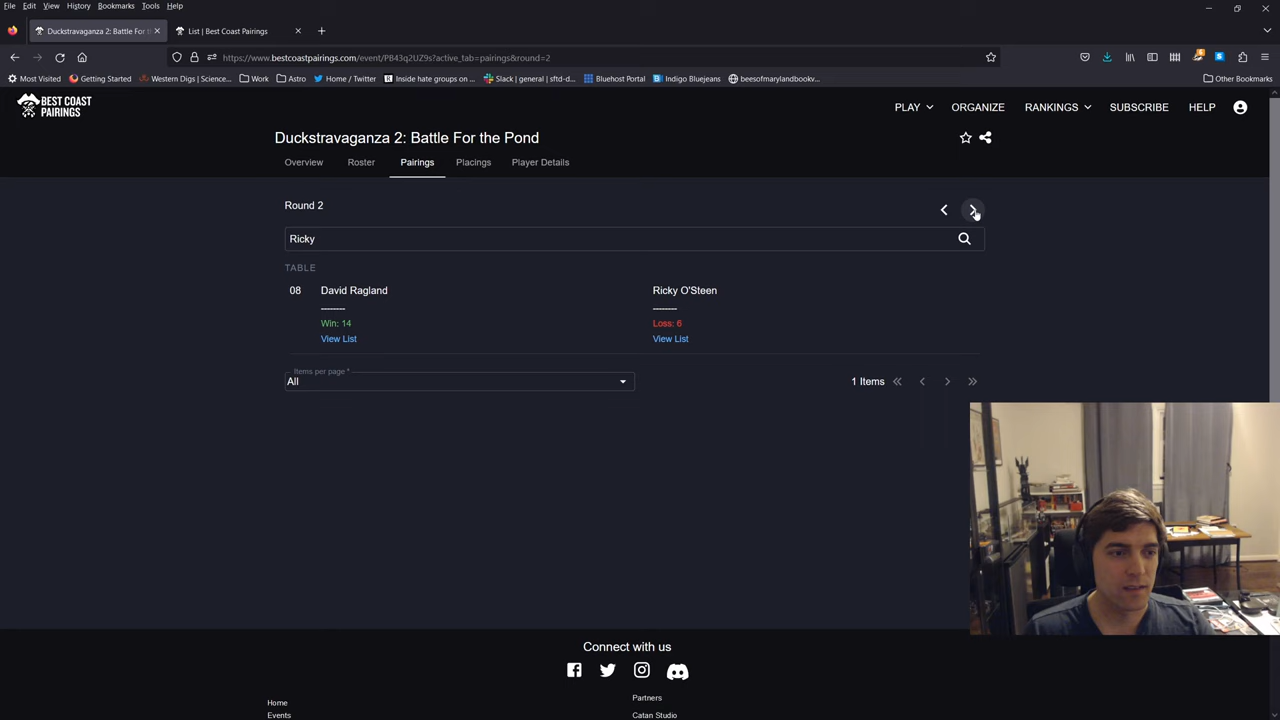 File Edit View History Bookmarks Tools Help
Duckstravaganza 2: Battle For th
List | Best Coast Pairings
https://www.bestcoastpairings.com/event/PB43q2UZ9s?active_tab=pairings&round=2
Most Visited Getting Started Western Digs | Science... Work Astro Home / Twitter Inside hate groups on ... Slack | general | sftd-d... Bluehost Portal Indigo Bluejeans beesofmarylandbookv... Other Bookmarks
BEST COAST PAIRINGS
PLAY ORGANIZE RANKINGS SUBSCRIBE HELP
Duckstravaganza 2: Battle For the Pond
Overview Roster Pairings Placings Player Details
Round 2
Ricky
TABLE
08 David Ragland Ricky O'Steen
-------- --------
Win: 14 Loss: 6
View List View List
Items per page *
All
1 Items
Connect with us
Home Partners
Events Catan Studio